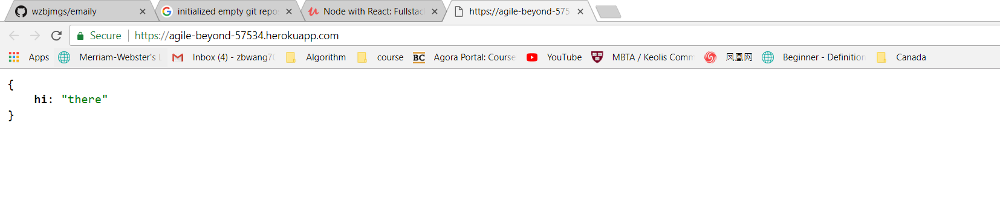 wzbjmgs/emaily
initialized empty git repo
Node with React: Fullstac
https://agile-beyond-575
Secure https://agile-beyond-57534.herokuapp.com
Apps Merriam-Webster's L Inbox (4) - zbwang70 Algorithm course BC Agora Portal: Course YouTube MBTA / Keolis Comm 凤凰网 Beginner - Definition Canada
{
hi: "there"
}